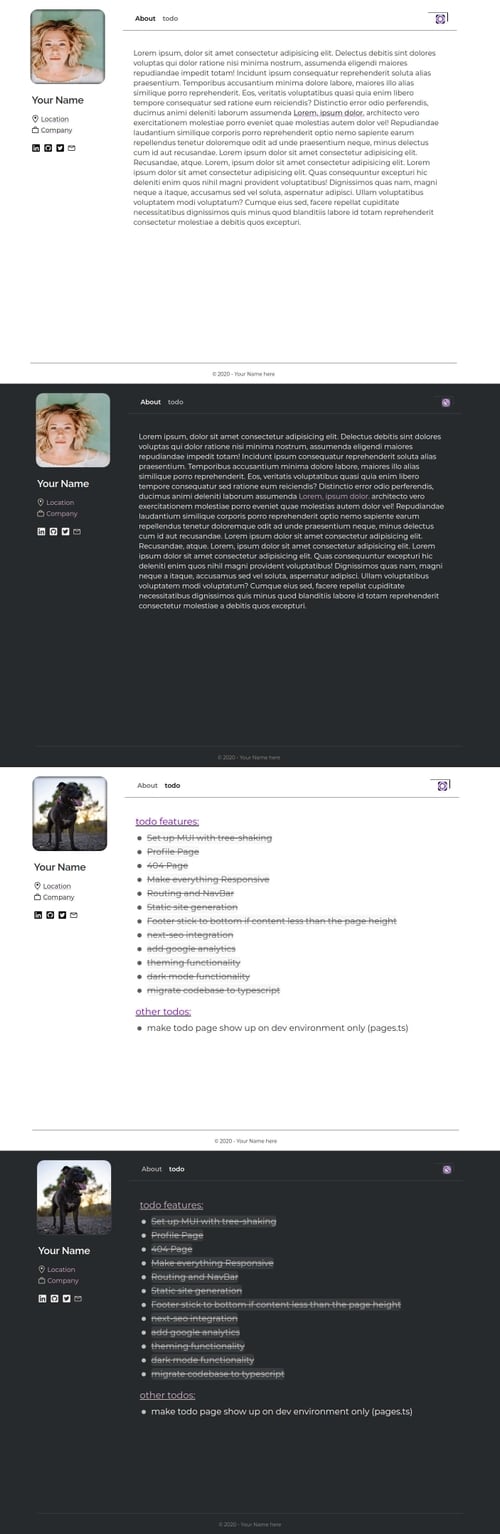 About todo
Your Name
Location
Company
Lorem ipsum, dolor sit amet consectetur adipisicing elit. Delectus debitis sint dolores
voluptas qui dolor ratione rem id necessitatibus, nihil minima nostrum, assumenda eligendi maiores
repudiandae impedit totam! Incidunt ipsum consequatur reprehenderit soluta alias
praesentium. Temporibus accusantium minima dolore labore, maiores illo alias
similique porro reprehenderit. Eos, veritatis voluptatibus quasi quia enim libero
tempore consequatur sed ratione eum reiciendis? Distinctio error odio perferendis,
ducimus animi deleniti laborum assumenda Lorem, ipsum dolor. architecto vero
exercitationem molestiae porro eveniet quae molestias autem dolor vel! Repudiandae
laudantium similique corporis porro reprehenderit optio nemo sapiente earum
repellendus tenetur doloremque odit ad unde praesentium neque, minus delectus
cum id aut recusandae. Lorem ipsum dolor sit amet consectetur adipisicing elit.
Recusandae, atque. Lorem, ipsum dolor sit amet consectetur adipisicing elit. Lorem
ipsum dolor sit amet consectetur adipisicing elit. Quas consequuntur excepturi hic
deleniti enim quos nihil magni provident voluptatibus! Dignissimos quas nam, magni
neque a itaque, accusamus sed vel soluta, aspernatur adipisci. Ullam voluptatibus
voluptatem modi voluptatum? Cumque eius sed, facere repellat cupiditate
necessitatibus dignissimos quis minus quod blanditiis labore id totam reprehenderit
consectetur molestiae a debitis quos excepturi.
© 2020 - Your Name here
About todo
Your Name
Location
Company
Lorem ipsum, dolor sit amet consectetur adipisicing elit. Delectus debitis sint dolores
repudiandae impedit totam! Incidunt ipsum consequatur reprehenderit soluta alias
praesentium. Temporibus accusantium minima dolore labore, maiores illo alias
similique porro reprehenderit. Eos, veritatis voluptatibus quasi quia enim libero
tempore consequatur sed ratione eum reiciendis? Distinctio error odio perferendis,
ducimus animi deleniti laborum assumenda Lorem, ipsum dolor. architecto vero
exercitationem molestiae porro eveniet quae molestias autem dolor vel! Repudiandae
laudantium similique corporis porro reprehenderit optio nemo sapiente earum
repellendus tenetur doloremque odit ad unde praesentium neque, minus delectus
cum id aut recusandae. Lorem ipsum dolor sit amet consectetur adipisicing elit.
Recusandae, atque. Lorem, ipsum dolor sit amet consectetur adipisicing elit. Lorem
ipsum dolor sit amet consectetur adipisicing elit. Quas consequuntur excepturi hic
deleniti enim quos nihil magni provident voluptatibus! Dignissimos quas nam, magni
neque a itaque, accusamus sed vel soluta, aspernatur adipisci. Ullam voluptatibus
voluptatem modi voluptatum? Cumque eius sed, facere repellat cupiditate
necessitatibus dignissimos quis minus quod blanditiis labore id totam reprehenderit
consectetur molestiae a debitis quos excepturi.
© 2020 - Your Name here
About todo
Your Name
Location
Company
todo features:
Set up MUI with tree-shaking
Profile Page
404 Page
Make everything Responsive
Routing and NavBar
Static site generation
Footer stick to bottom if content less than the page height
next-seo integration
add google analytics
theming functionality
dark mode functionality
migrate codebase to typescript
other todos:
make todo page show up on dev environment only (pages.ts)
© 2020 - Your Name here
About todo
Your Name
Location
Company
todo features:
Set up MUI with tree-shaking
Profile Page
404 Page
Make everything Responsive
Routing and NavBar
Static site generation
Footer stick to bottom if content less than the page height
next-seo integration
add google analytics
theming functionality
dark mode functionality
migrate codebase to typescript
other todos:
make todo page show up on dev environment only (pages.ts)
© 2020 - Your Name here